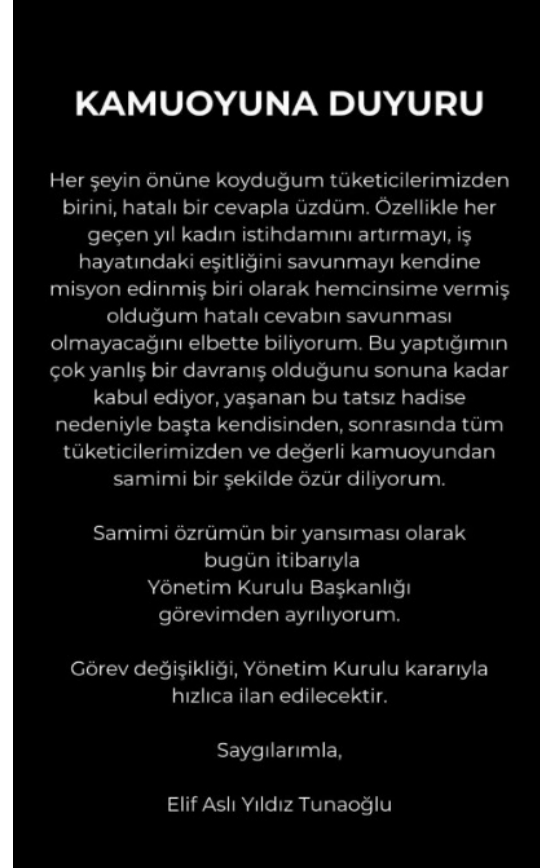 KAMUOYUNA DUYURU
Her şeyin önüne koyduğum tüketicilerimizden
birini, hatalı bir cevapla üzdüm. Özellikle her
geçen yıl kadın istihdamını artırmayı, iş
hayatındaki eşitliğini savunmayı kendine
misyon edinmiş biri olarak hemcinsime vermiş
olduğum hatalı cevabın savunması
olmayacağını elbette biliyorum. Bu yaptığımın
çok yanlış bir davranış olduğunu sonuna kadar
kabul ediyor, yaşanan bu tatsız hadise
nedeniyle başta kendisinden, sonrasında tüm
tüketicilerimizden ve değerli kamuoyundan
samimi bir şekilde özür diliyorum.
Samimi özrümün bir yansıması olarak
bugün itibarıyla
Yönetim Kurulu Başkanlığı
görevimden ayrılıyorum.
Görev değişikliği, Yönetim Kurulu kararıyla
hızlıca ilan edilecektir.
Saygılarımla,
Elif Aslı Yıldız Tunaoğlu